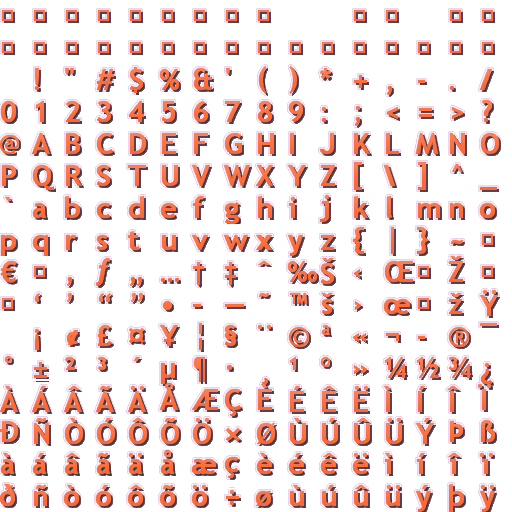 □ □ □ □ □ □ □ □ □ □ □ □ □
□ □ □ □ □ □ □ □ □ □ □ □ □ □ □ □
! " # $ % & ' ( ) * + , - . /
0 1 2 3 4 5 6 7 8 9 : ; < = > ?
@ A B C D E F G H I J K L M N O
P Q R S T U V W X Y Z [ \ ] ^ _
` a b c d e f g h i j k l m n o
p q r s t u v w x y z { | } ~ □
€ □ ‚ ƒ „ … † ‡ ˆ ‰ Š ‹ Œ □ Ž □
□ ‘ ’ “ ” • – — ˜ ™ š › œ □ ž Ÿ
¡ ¢ £ ¤ ¥ ¦ § ¨ © ª « ¬ - ® ¯
° ± ² ³ ´ µ ¶ · ¸ ¹ º » ¼ ½ ¾ ¿
À Á Â Ã Ä Å Æ Ç È É Ê Ë Ì Í Î Ï
Ð Ñ Ò Ó Ô Õ Ö × Ø Ù Ú Û Ü Ý Þ ß
à á â ã ä å æ ç è é ê ë ì í î ï
ð ñ ò ó ô õ ö ÷ ø ù ú û ü ý þ ÿ